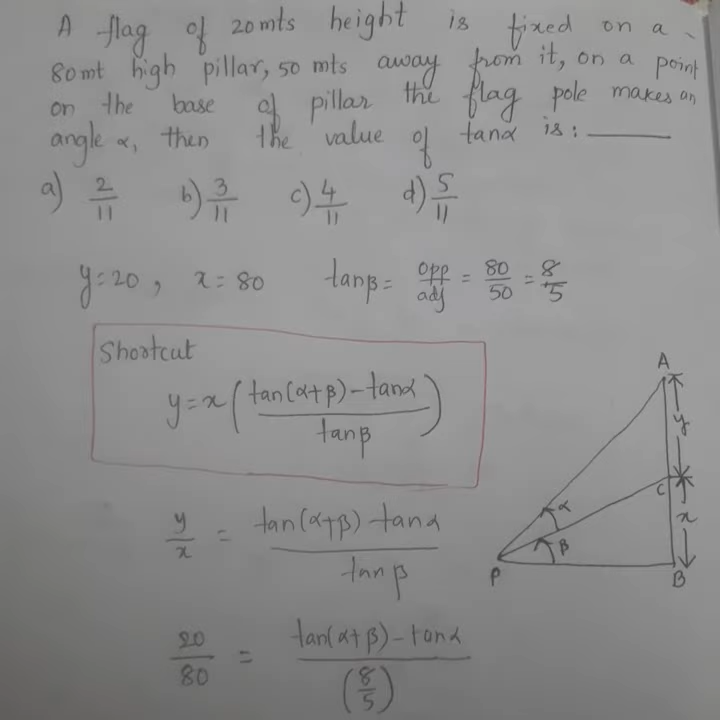 A flag of 20mts height is fixed on a
80mt high pillar, 50 mts away from it, on a point
on the base of pillar the flag pole makes an
angle α, then the value of tanα is: ______
a) 2/11 b) 3/11 c) 4/11 d) 5/11
y=20, x=80 tanβ= opp/adj = 80/50 = 8/5
Shortcut
y=x(tan(α+β)-tanα/tanβ)
A
y
C
α
β
x
P
B
y/x = tan(α+β)-tanα/tanβ
20/80 = tan(α+β)-tanα/(8/5)